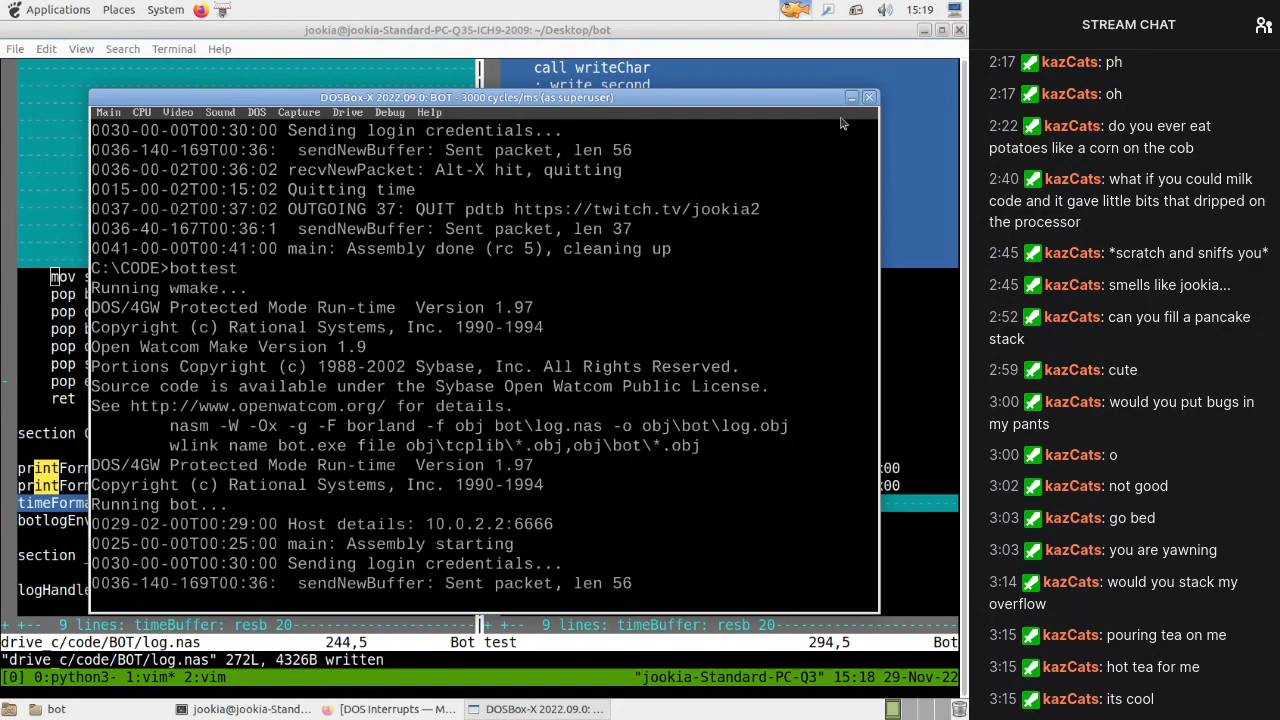 Applications Places System 15:19
jookia@jookia-Standard-PC-Q35-ICH9-2009: ~/Desktop/bot
File Edit View Search Terminal Help
call writeChar
; write second
DOSBox-X 2022.09.0: BOT - 3000 cycles/ms (as superuser)
Main CPU Video Sound DOS Capture Drive Debug Help
0030-00-00T00:30:00 Sending login credentials...
0036-140-169T00:36:  sendNewBuffer: Sent packet, len 56
0036-00-02T00:36:02 recvNewPacket: Alt-X hit, quitting
0015-00-02T00:15:02 Quitting time
0037-00-02T00:37:02 OUTGOING 37: QUIT pdtb https://twitch.tv/jookia2
0036-40-167T00:36:1  sendNewBuffer: Sent packet, len 37
0041-00-00T00:41:00 main: Assembly done (rc 5), cleaning up
C:\CODE>bottest
Running wmake...
DOS/4GW Protected Mode Run-time  Version 1.97
Copyright (c) Rational Systems, Inc. 1990-1994
Open Watcom Make Version 1.9
Portions Copyright (c) 1988-2002 Sybase, Inc. All Rights Reserved.
Source code is available under the Sybase Open Watcom Public License.
See http://www.openwatcom.org/ for details.
nasm -W -Ox -g -F borland -f obj bot\log.nas -o obj\bot\log.obj
wlink name bot.exe file obj\tcplib\*.obj,obj\bot\*.obj
DOS/4GW Protected Mode Run-time  Version 1.97
Copyright (c) Rational Systems, Inc. 1990-1994
Running bot...
0029-02-00T00:29:00 Host details: 10.0.2.2:6666
0025-00-00T00:25:00 main: Assembly starting
0030-00-00T00:30:00 Sending login credentials...
0036-140-169T00:36:  sendNewBuffer: Sent packet, len 56
mov s
pop b
pop
pop b
pop d
pop s
pop e
ret
section
printForm 00
printForm 00
timeForma
botlogEnv
section _
logHandle
+ +-- 9 lines: timeBuffer: resb 20
+ +-- 9 lines: timeBuffer: resb 20
drive_c/code/BOT/log.nas 244,5 Bot
test 294,5 Bot
"drive_c/code/BOT/log.nas" 272L, 4326B written
[0] 0:python3- 1:vim* 2:vim "jookia-Standard-PC-Q3" 15:18 29-Nov-22
bot
jookia@jookia-Stand...
[DOS Interrupts — M...
DOSBox-X 2022.09.0: ...
STREAM CHAT
2:17 kazCats: ph
2:17 kazCats: oh
2:22 kazCats: do you ever eat
potatoes like a corn on the cob
2:40 kazCats: what if you could milk
code and it gave little bits that dripped on
the processor
2:45 kazCats: *scratch and sniffs you*
2:45 kazCats: smells like jookia...
2:52 kazCats: can you fill a pancake
stack
2:59 kazCats: cute
3:00 kazCats: would you put bugs in
my pants
3:00 kazCats: o
3:02 kazCats: not good
3:03 kazCats: go bed
3:03 kazCats: you are yawning
3:14 kazCats: would you stack my
overflow
3:15 kazCats: pouring tea on me
3:15 kazCats: hot tea for me
3:15 kazCats: its cool